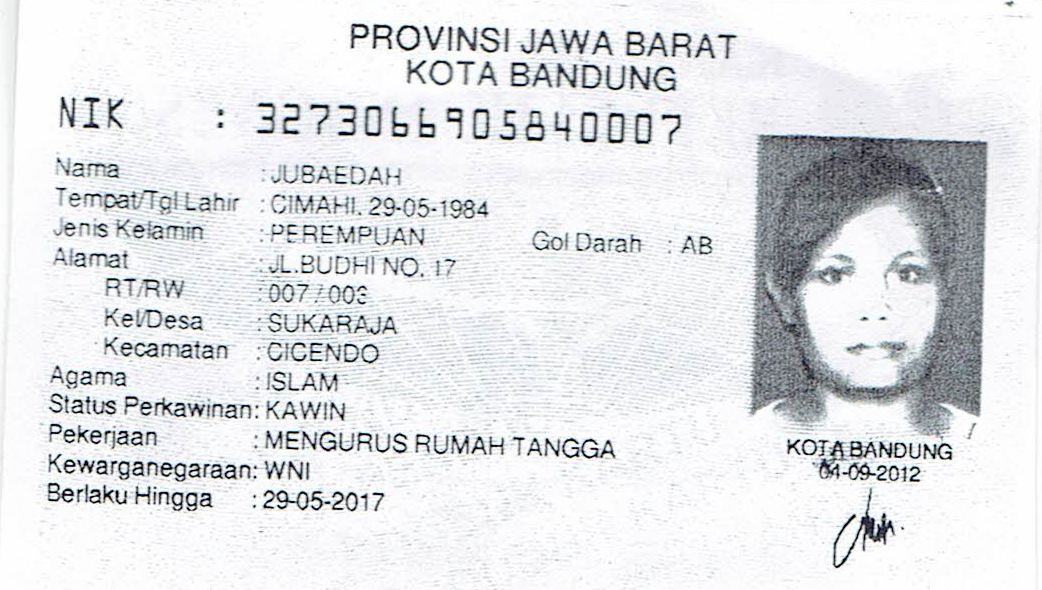 PROVINSI JAWA BARAT
KOTA BANDUNG
NIK : 3273066905840007
Nama : JUBAEDAH
Tempat/Tgl Lahir : CIMAHI, 29-05-1984
Jenis Kelamin : PEREMPUAN Gol Darah : AB
Alamat : JL.BUDHI NO. 17
RT/RW : 007 /
Kel/Desa : SUKARAJA
Kecamatan : CICENDO
Agama : ISLAM
Status Perkawinan: KAWIN
Pekerjaan : MENGURUS RUMAH TANGGA
Kewarganegaraan: WNI
Berlaku Hingga : 29-05-2017
KOTA BANDUNG
04-09-2012